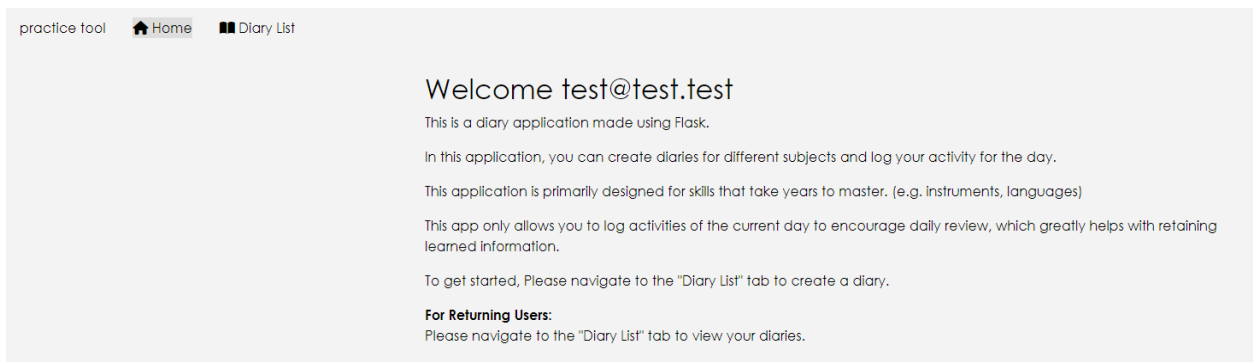 practice tool Home Diary List
Welcome test@test.test
This is a diary application made using Flask.
In this application, you can create diaries for different subjects and log your activity for the day.
This application is primarily designed for skills that take years to master. (e.g. instruments, languages)
This app only allows you to log activities of the current day to encourage daily review, which greatly helps with retaining
learned information.
To get started, Please navigate to the "Diary List" tab to create a diary.
For Returning Users:
Please navigate to the "Diary List" tab to view your diaries.